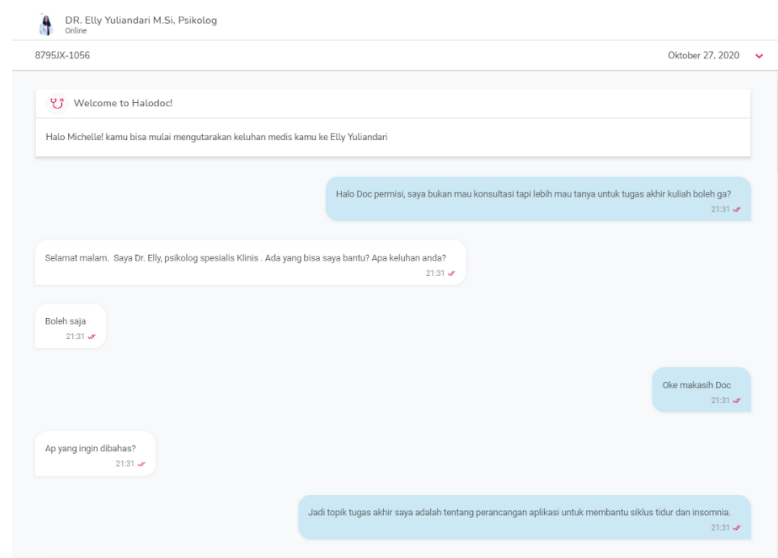 DR. Elly Yuliandari M.Si, Psikolog
Online
8795JX-1056
Oktober 27, 2020
Welcome to Halodoc!
Halo Michelle! kamu bisa mulai mengutarakan keluhan medis kamu ke Elly Yuliandari
Halo Doc permisi, saya bukan mau konsultasi tapi lebih mau tanya untuk tugas akhir kuliah boleh ga?
21:31
Selamat malam. Saya Dr. Elly, psikolog spesialis Klinis . Ada yang bisa saya bantu? Apa keluhan anda?
21:31
Boleh saja
21:31
Oke makasih Doc
21:31
Ap yang ingin dibahas?
21:31
Jadi topik tugas akhir saya adalah tentang perancangan aplikasi untuk membantu siklus tidur dan insomnia.
21:31